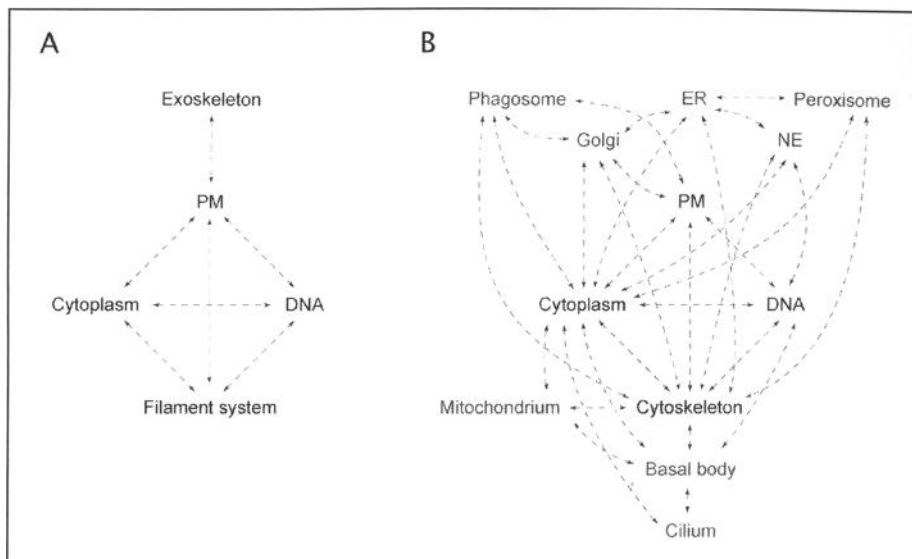 A
B
Exoskeleton
PM
Cytoplasm
DNA
Filament system
Phagosome
ER
Peroxisome
Golgi
NE
PM
Cytoplasm
DNA
Mitochondrium
Cytoskeleton
Basal body
Cilium